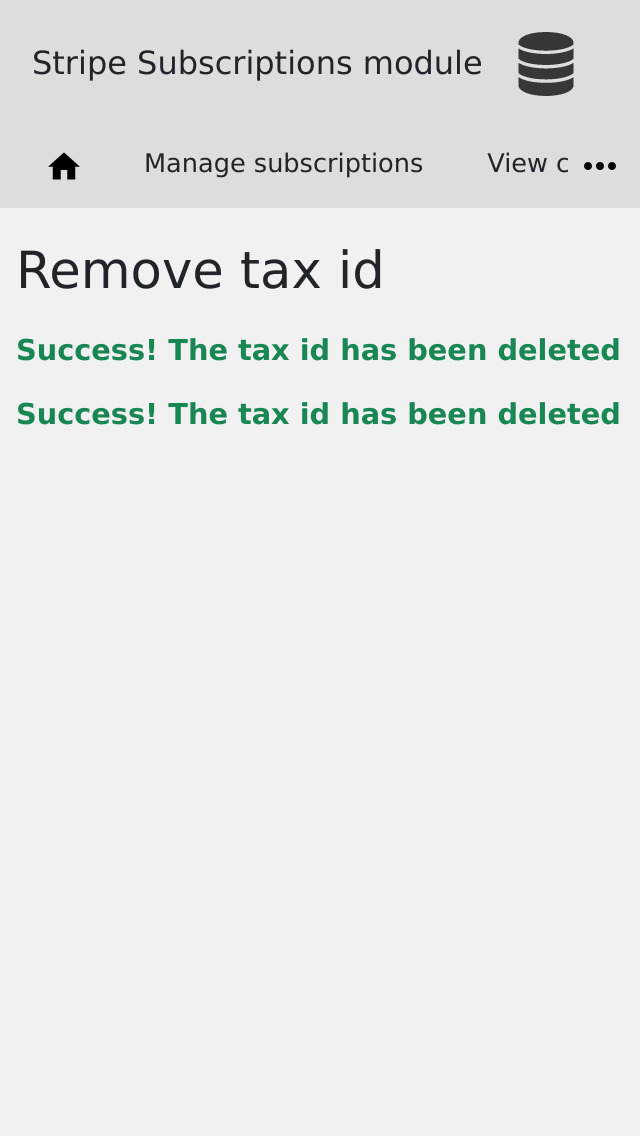 Stripe Subscriptions module
Manage subscriptions
View c
Remove tax id
Success! The tax id has been deleted
Success! The tax id has been deleted